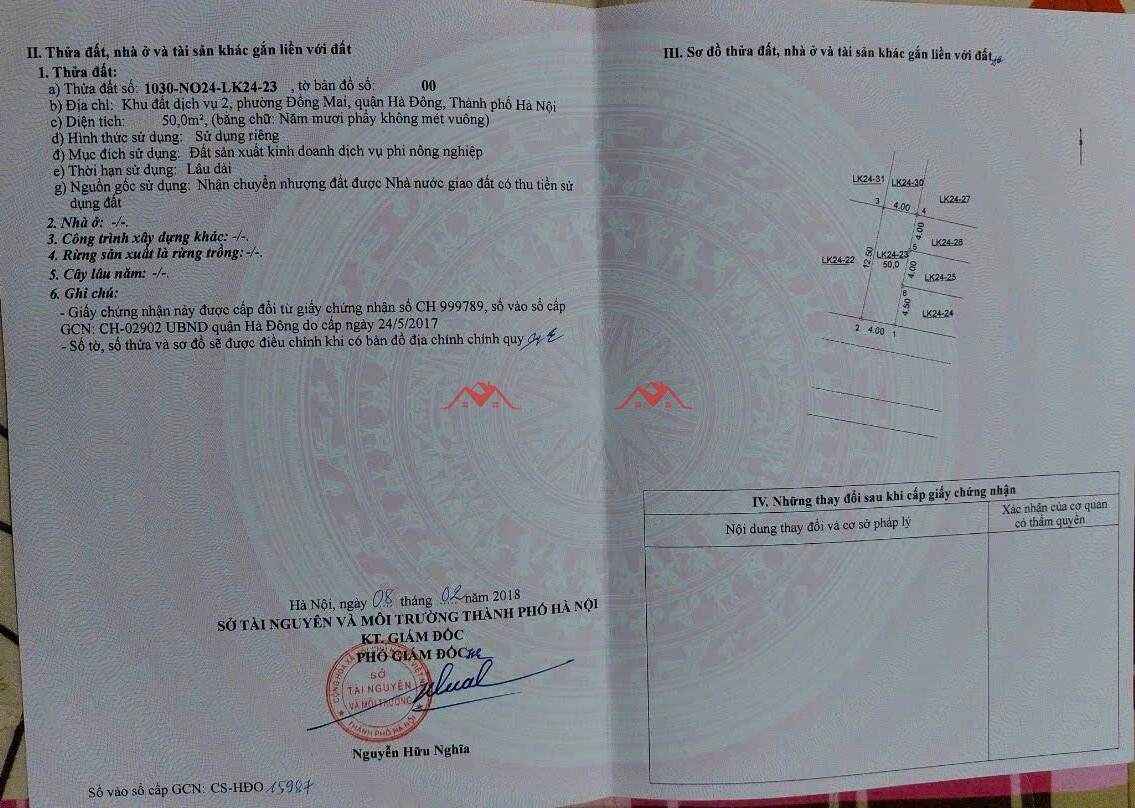 II. Thửa đất, nhà ở và tài sản khác gắn liền với đất
1. Thửa đất:
a) Thửa đất số: 1030-NO24-LK24-23 , tờ bản đồ số: 00
b) Địa chỉ: Khu đất dịch vụ 2, phường Đồng Mai, quận Hà Đông, Thành phố Hà Nội
c) Diện tích: 50,0m², (bằng chữ: Năm mươi phẩy không mét vuông)
d) Hình thức sử dụng: Sử dụng riêng
đ) Mục đích sử dụng: Đất sản xuất kinh doanh dịch vụ phi nông nghiệp
e) Thời hạn sử dụng: Lâu dài
g) Nguồn gốc sử dụng: Nhận chuyển nhượng đất được Nhà nước giao đất có thu tiền sử
dụng đất
2. Nhà ở: -/-.
3. Công trình xây dựng khác: -/-.
4. Rừng sản xuất là rừng trồng: -/-.
5. Cây lâu năm: -/-.
6. Ghi chú:
- Giấy chứng nhận này được cấp đổi từ giấy chứng nhận số CH 999789, số vào sổ cấp
GCN: CH-02902 UBND quận Hà Đông do cấp ngày 24/5/2017
- Số tờ, số thửa và sơ đồ sẽ được điều chỉnh khi có bản đồ địa chính chính quy
Hà Nội, ngày 08 tháng 02 năm 2018
SỞ TÀI NGUYÊN VÀ MÔI TRƯỜNG THÀNH PHỐ HÀ NỘI
KT. GIÁM ĐỐC
PHÓ GIÁM ĐỐC
SỞ
TÀI NGUYÊN
VÀ MÔI TRƯỜNG
THÀNH PHỐ HÀ NỘI
Nguyễn Hữu Nghĩa
Số vào sổ cấp GCN: CS-HĐO 15987
III. Sơ đồ thửa đất, nhà ở và tài sản khác gắn liền với đất
LK24-31 LK24-30
LK24-27
3 4.00 4
4.00
LK24-26
5
LK24-22 12.50 LK24-23
50,0 4.00
LK24-25
6
4.50
LK24-24
2 4.00 1
IV. Những thay đổi sau khi cấp giấy chứng nhận
Nội dung thay đổi và cơ sở pháp lý
Xác nhận của cơ quan
có thẩm quyền